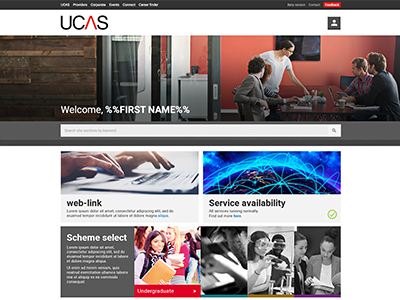 UCAS Providers Corporate Events Connect Career finder
Beta version Contact Feedback
UCAS
Welcome, %%FIRST NAME%%
Search site sections by keyword
web-link
Lorem ipsum dolor sit amet, consectetur adipiscing elit, sed do
eiusmod tempor incididunt ut labore et dolore magna aliqua.
Service availability
All services running normally.
Find out more here.
Scheme select
Lorem ipsum dolor sit amet,
consectetur adipiscing elit, sed
do eiusmod tempor incididunt ut
labore et dolore magna aliqua.
Ut enim ad minim veniam, quis
nostrud exercitation ullamco
laboris nisi ut aliquip ex ea
commodo consequat.
Undergraduate >